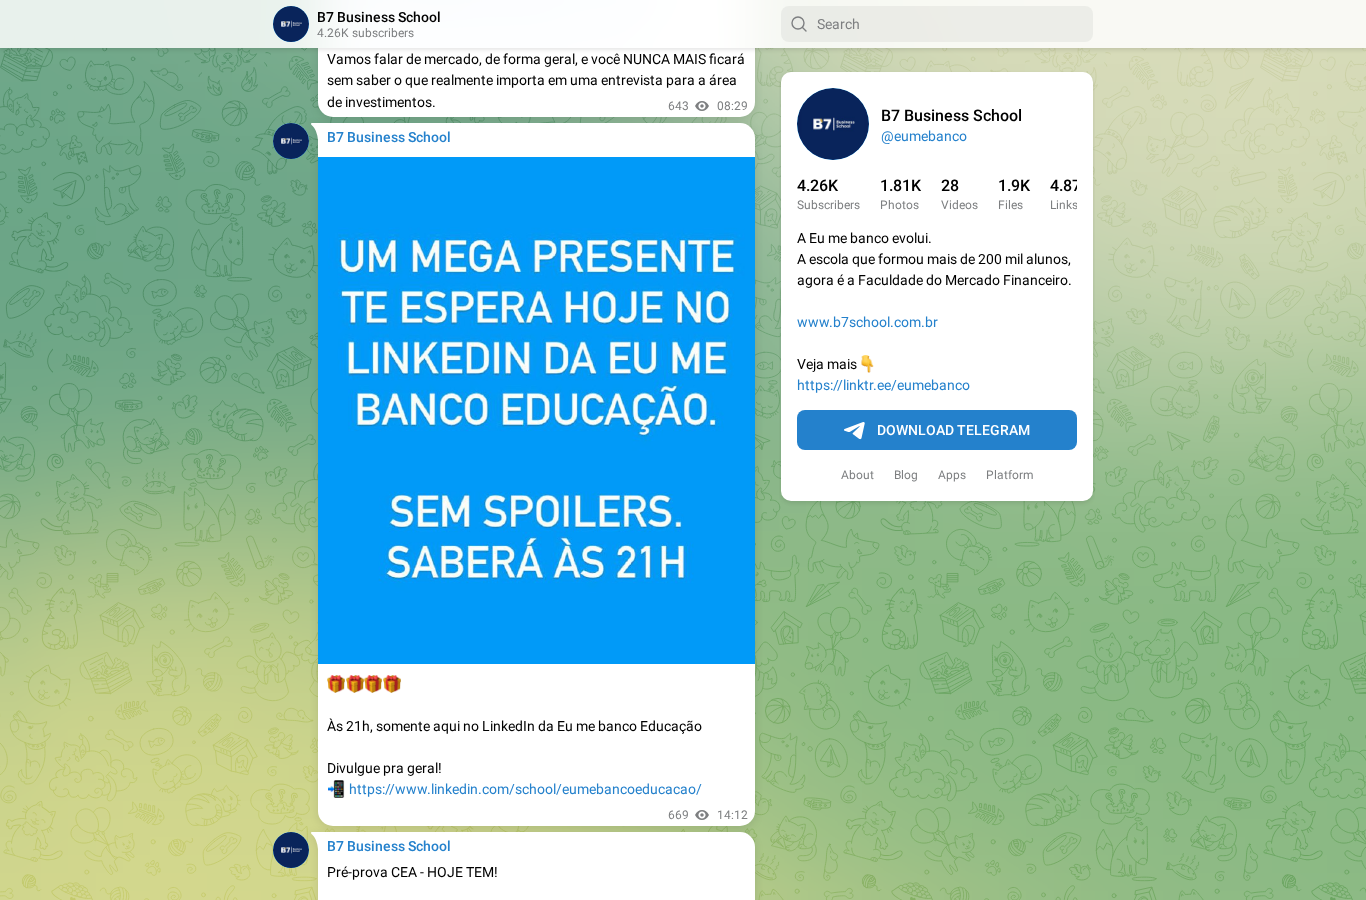 B7 Business School
4.26K subscribers
Search
Vamos falar de mercado, de forma geral, e você NUNCA MAIS ficará
sem saber o que realmente importa em uma entrevista para a área
de investimentos.
643 08:29
B7 Business School
UM MEGA PRESENTE
TE ESPERA HOJE NO
LINKEDIN DA EU ME
BANCO EDUCAÇÃO.
SEM SPOILERS.
SABERÁ ÀS 21H
🎁🎁🎁🎁
Às 21h, somente aqui no LinkedIn da Eu me banco Educação
Divulgue pra geral!
📲 https://www.linkedin.com/school/eumebancoeducacao/
669 14:12
B7 Business School
Pré-prova CEA - HOJE TEM!
B7 Business School
B7 Business School
@eumebanco
4.26K 1.81K 28 1.9K 4.87
Subscribers Photos Videos Files Links
A Eu me banco evolui.
A escola que formou mais de 200 mil alunos,
agora é a Faculdade do Mercado Financeiro.
www.b7school.com.br
Veja mais 👇
https://linktr.ee/eumebanco
DOWNLOAD TELEGRAM
About Blog Apps Platform